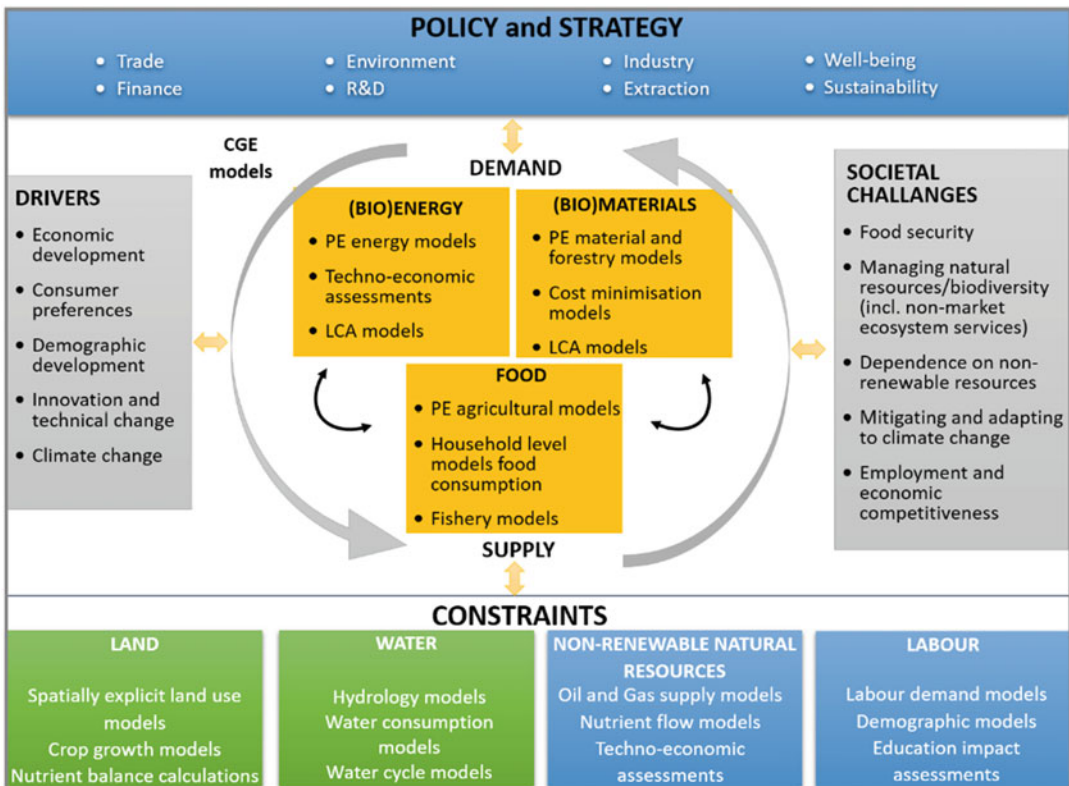 POLICY and STRATEGY
• Trade
• Finance
• Environment
• R&D
• Industry
• Extraction
• Well-being
• Sustainability
CGE
models
DEMAND
DRIVERS
• Economic
development
• Consumer
preferences
• Demographic
development
• Innovation and
technical change
• Climate change
(BIO)ENERGY
• PE energy models
• Techno-economic
assessments
• LCA models
(BIO)MATERIALS
• PE material and
forestry models
• Cost minimisation
models
• LCA models
FOOD
• PE agricultural models
• Household level
models food
consumption
• Fishery models
SUPPLY
SOCIETAL
CHALLANGES
• Food security
• Managing natural
resources/biodiversity
(incl. non-market
ecosystem services)
• Dependence on non-
renewable resources
• Mitigating and adapting
to climate change
• Employment and
economic
competitiveness
CONSTRAINTS
LAND
Spatially explicit land use
models
Crop growth models
Nutrient balance calculations
WATER
Hydrology models
Water consumption
models
Water cycle models
NON-RENEWABLE NATURAL
RESOURCES
Oil and Gas supply models
Nutrient flow models
Techno-economic
assessments
LABOUR
Labour demand models
Demographic models
Education impact
assessments